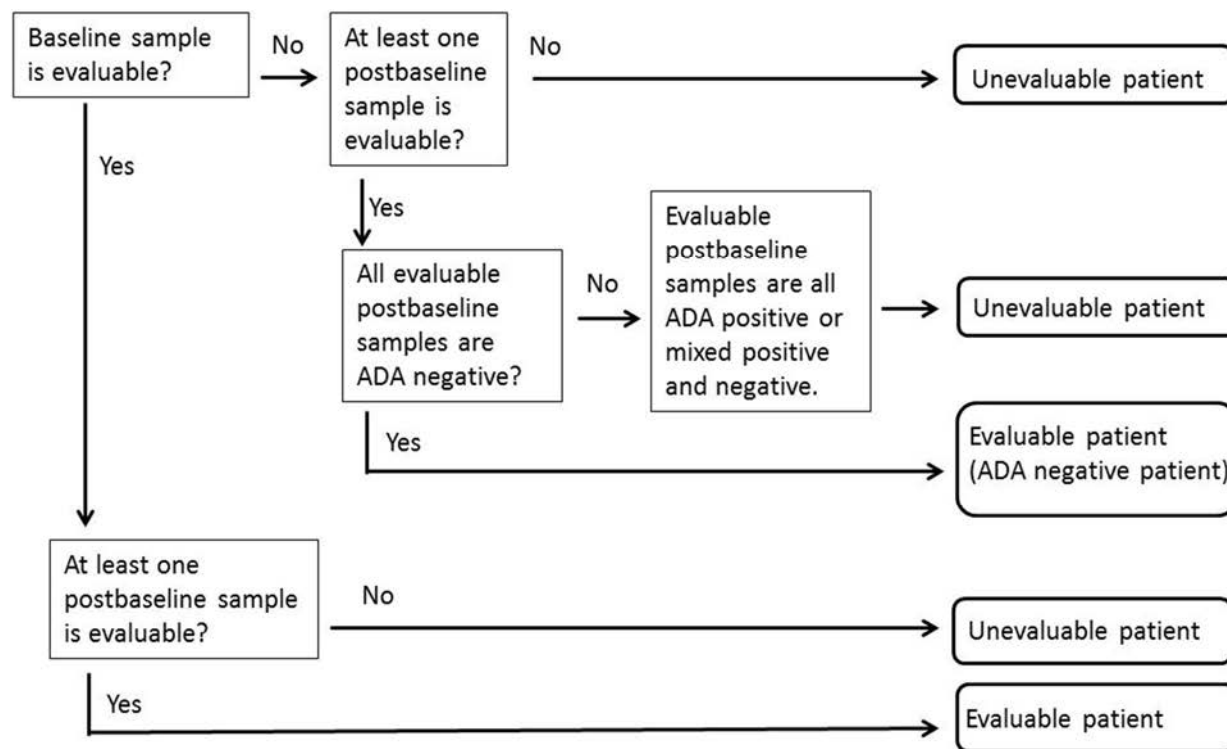 Baseline sample
is evaluable?
No
At least one
postbaseline
sample is
evaluable?
No
Unevaluable patient
Yes
Yes
All evaluable
postbaseline
samples are
ADA negative?
No
Evaluable
postbaseline
samples are all
ADA positive or
mixed positive
and negative.
Unevaluable patient
Yes
Evaluable patient
(ADA negative patient)
At least one
postbaseline sample
is evaluable?
No
Unevaluable patient
Yes
Evaluable patient